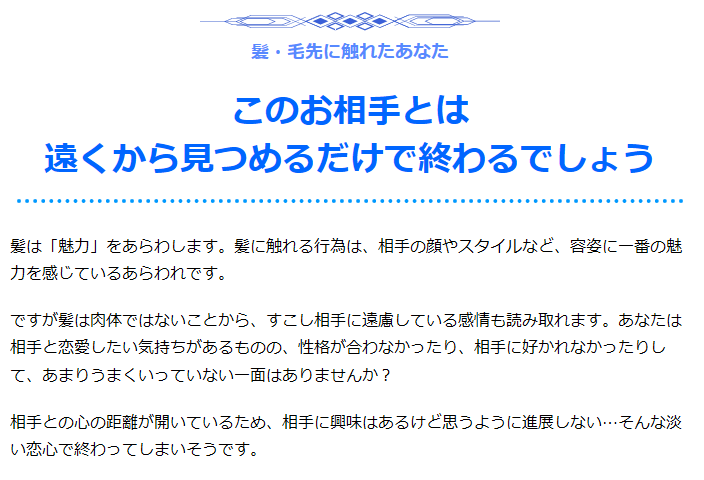 髪・毛先に触れたあなた
このお相手とは
遠くから見つめるだけで終わるでしょう
髪は「魅力」をあらわします。髪に触れる行為は、相手の顔やスタイルなど、容姿に一番の魅
力を感じているあらわれです。
ですが髪は肉体ではないことから、すこし相手に遠慮している感情も読み取れます。あなたは
相手と恋愛したい気持ちがあるものの、性格が合わなかったり、相手に好かれなかったりし
て、あまりうまくいっていない一面はありませんか？
相手との心の距離が開いているため、相手に興味はあるけど思うように進展しない…そんな淡
い恋心で終わってしまいそうです。